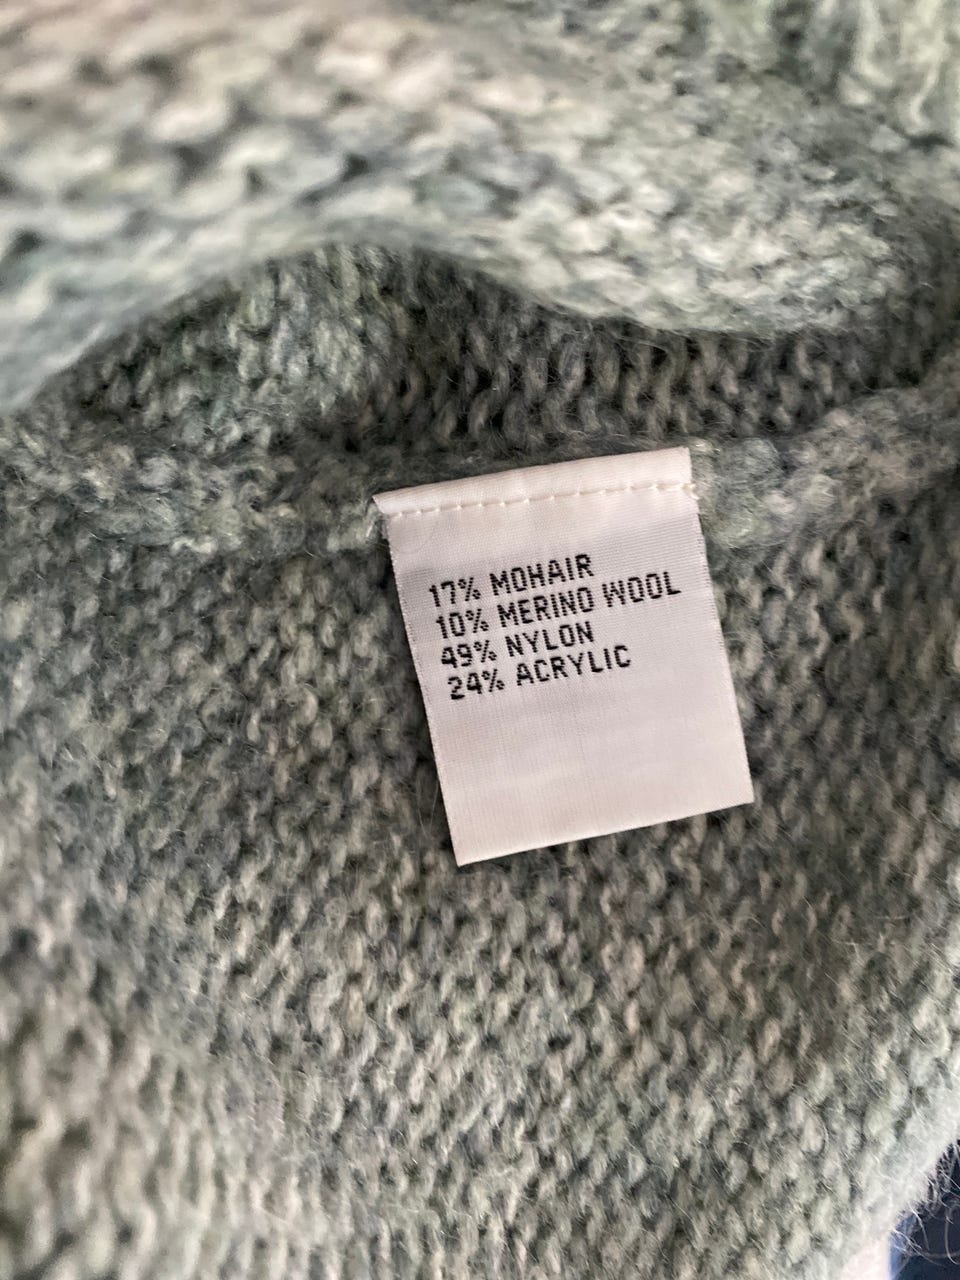 17% MOHAIR
10% MERINO WOOL
49% NYLON
24% ACRYLIC